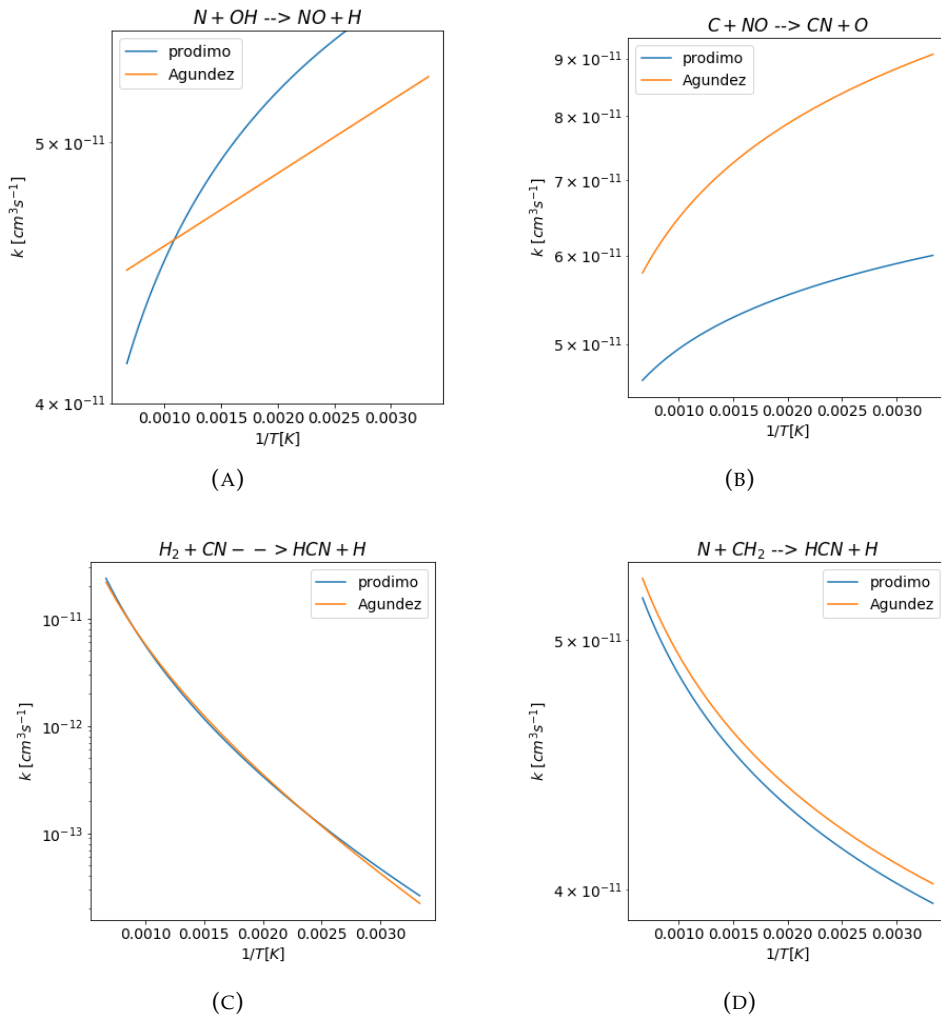 N + OH --> NO + H
prodimo
Agundez
5 × 10⁻¹¹
4 × 10⁻¹¹
k [cm³s⁻¹]
0.0010 0.0015 0.0020 0.0025 0.0030
1/T[K]
(A)
C + NO --> CN + O
prodimo
Agundez
9 × 10⁻¹¹
8 × 10⁻¹¹
7 × 10⁻¹¹
6 × 10⁻¹¹
5 × 10⁻¹¹
k [cm³s⁻¹]
0.0010 0.0015 0.0020 0.0025 0.0030
1/T[K]
(B)
H₂ + CN − − > HCN + H
prodimo
Agundez
10⁻¹¹
10⁻¹²
10⁻¹³
k [cm³s⁻¹]
0.0010 0.0015 0.0020 0.0025 0.0030
1/T[K]
(C)
N + CH₂ --> HCN + H
prodimo
Agundez
5 × 10⁻¹¹
4 × 10⁻¹¹
k [cm³s⁻¹]
0.0010 0.0015 0.0020 0.0025 0.0030
1/T[K]
(D)